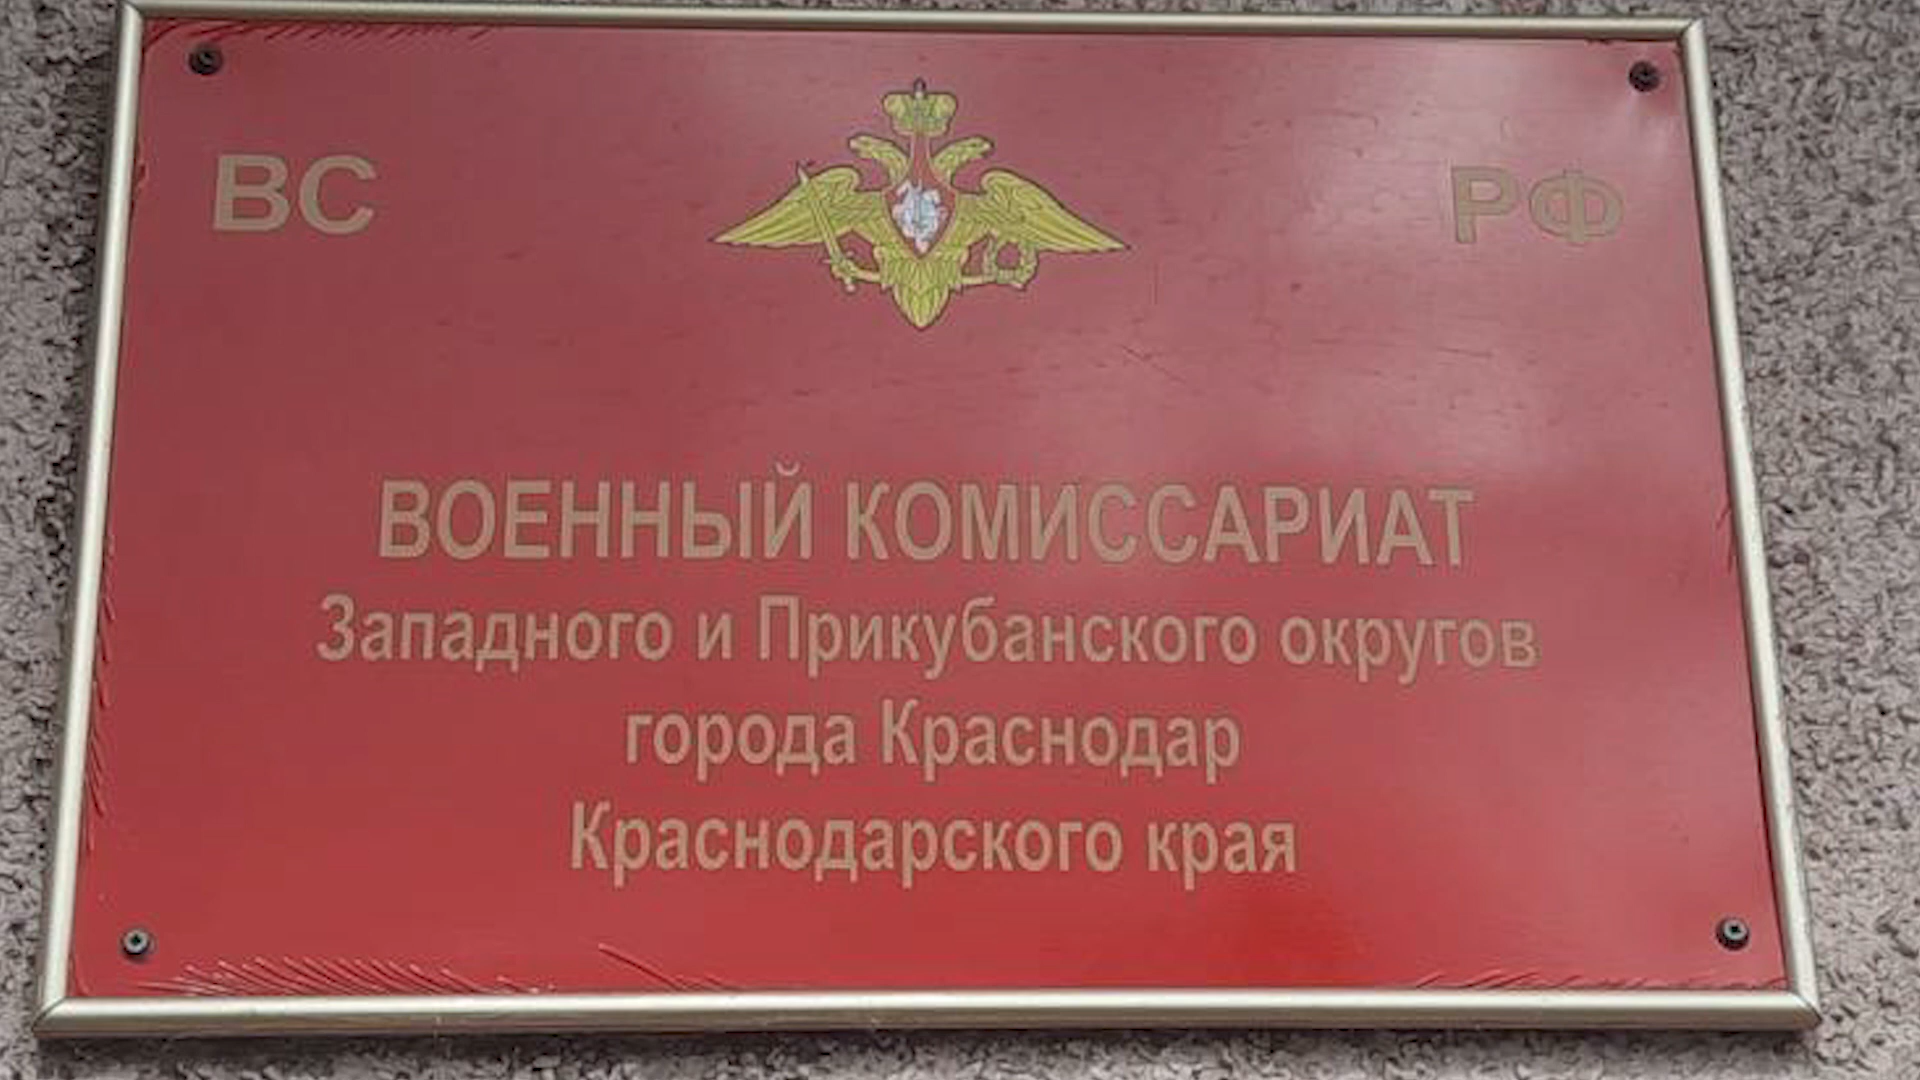 ВС РФ
ВОЕННЫЙ КОМИССАРИАТ
Западного и Прикубанского округов
города Краснодар
Краснодарского края